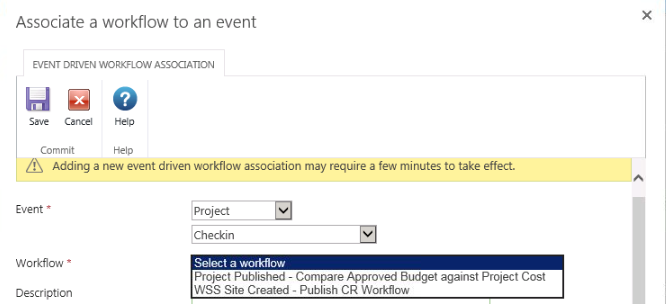 Associate a workflow to an event
EVENT DRIVEN WORKFLOW ASSOCIATION
Save Cancel Help
Commit Help
Adding a new event driven workflow association may require a few minutes to take effect.
Event * Project
Checkin
Workflow * Select a workflow
Project Published - Compare Approved Budget against Project Cost
WSS Site Created - Publish CR Workflow
Description